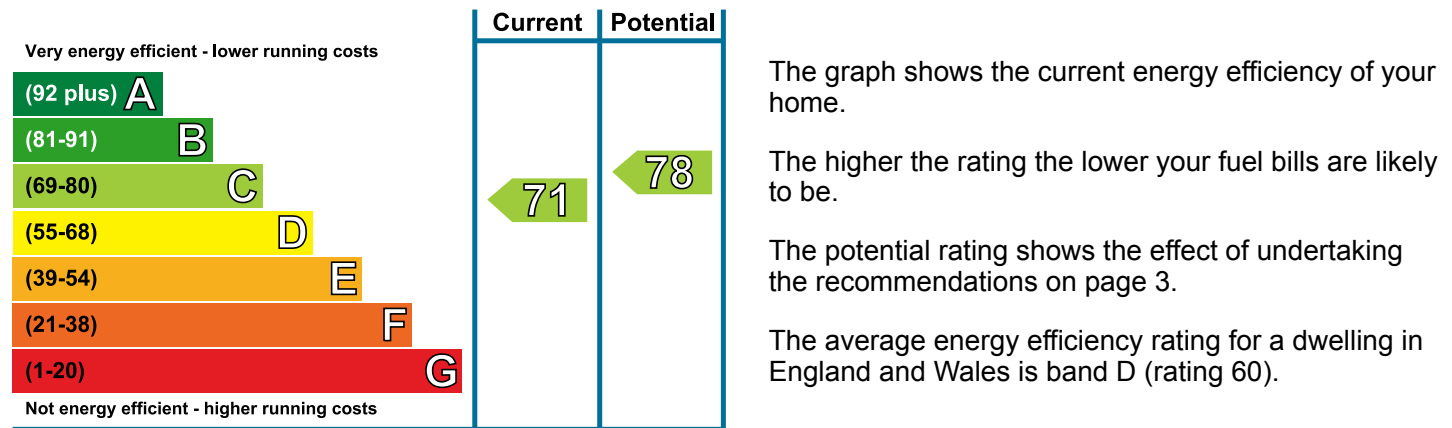 Current Potential
Very energy efficient - lower running costs
(92 plus) A
(81-91) B
(69-80) C
(55-68) D
(39-54) E
(21-38) F
(1-20) G
Not energy efficient - higher running costs
71
78
The graph shows the current energy efficiency of your
home.
The higher the rating the lower your fuel bills are likely
to be.
The potential rating shows the effect of undertaking
the recommendations on page 3.
The average energy efficiency rating for a dwelling in
England and Wales is band D (rating 60).